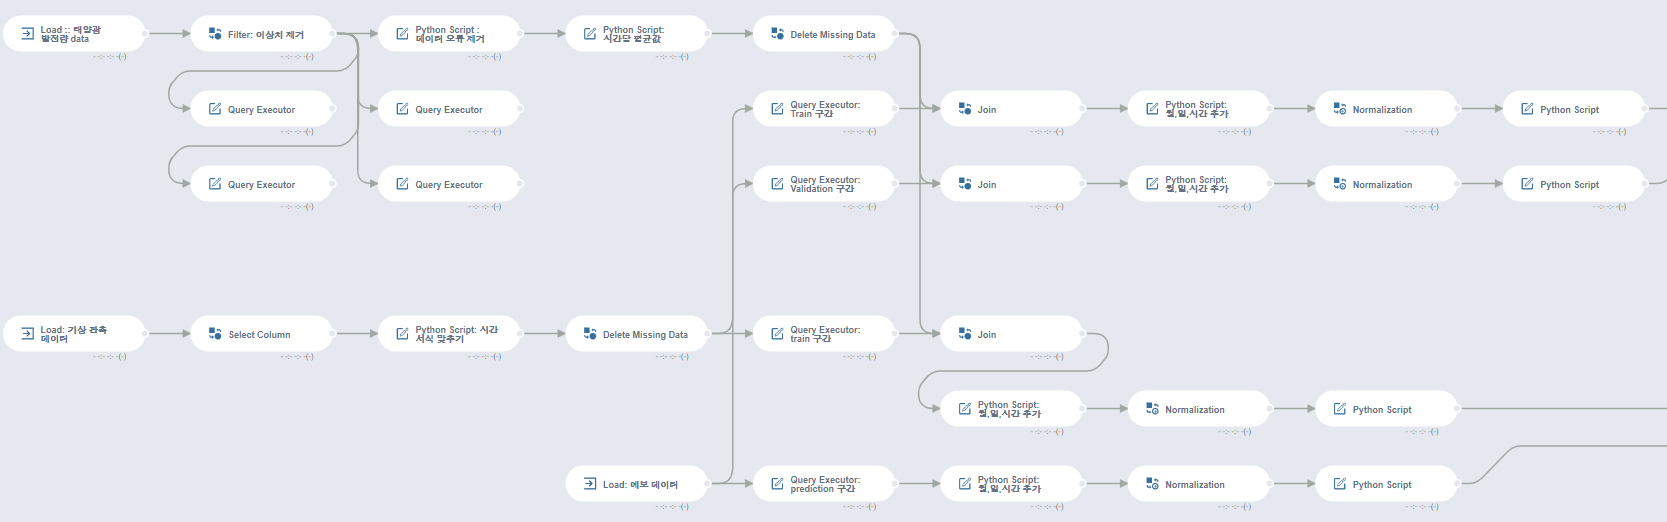 Load :: 태양광
발전량 data
Filter: 이상치 제거
Python Script :
데이터 오류 제거
Python Script:
시간당 평균값
Delete Missing Data
- -:- -:- -(-)
- -:- -:- -(-)
- -:- -:- -(-)
- -:- -:- -(-)
- -:- -:- -(-)
Query Executor
Query Executor
Query Executor:
Train 구간
Join
Python Script:
월,일,시간 추가
Normalization
Python Script
- -:- -:- -(-)
- -:- -:- -(-)
- -:- -:- -(-)
- -:- -:- -(-)
- -:- -:- -(-)
- -:- -:- -(-)
- -:- -:- -(-)
Query Executor
Query Executor
Query Executor:
Validation 구간
Join
Python Script:
월,일,시간 추가
Normalization
Python Script
- -:- -:- -(-)
- -:- -:- -(-)
- -:- -:- -(-)
- -:- -:- -(-)
- -:- -:- -(-)
- -:- -:- -(-)
- -:- -:- -(-)
Load: 기상 관측
데이터
Select Column
Python Script: 시간
서식 맞추기
Delete Missing Data
Query Executor:
train 구간
Join
- -:- -:- -(-)
- -:- -:- -(-)
- -:- -:- -(-)
- -:- -:- -(-)
- -:- -:- -(-)
- -:- -:- -(-)
Python Script:
월,일,시간 추가
Normalization
Python Script
- -:- -:- -(-)
- -:- -:- -(-)
- -:- -:- -(-)
Load: 예보 데이터
Query Executor:
prediction 구간
Python Script:
월,일,시간 추가
Normalization
Python Script
- -:- -:- -(-)
- -:- -:- -(-)
- -:- -:- -(-)
- -:- -:- -(-)
- -:- -:- -(-)